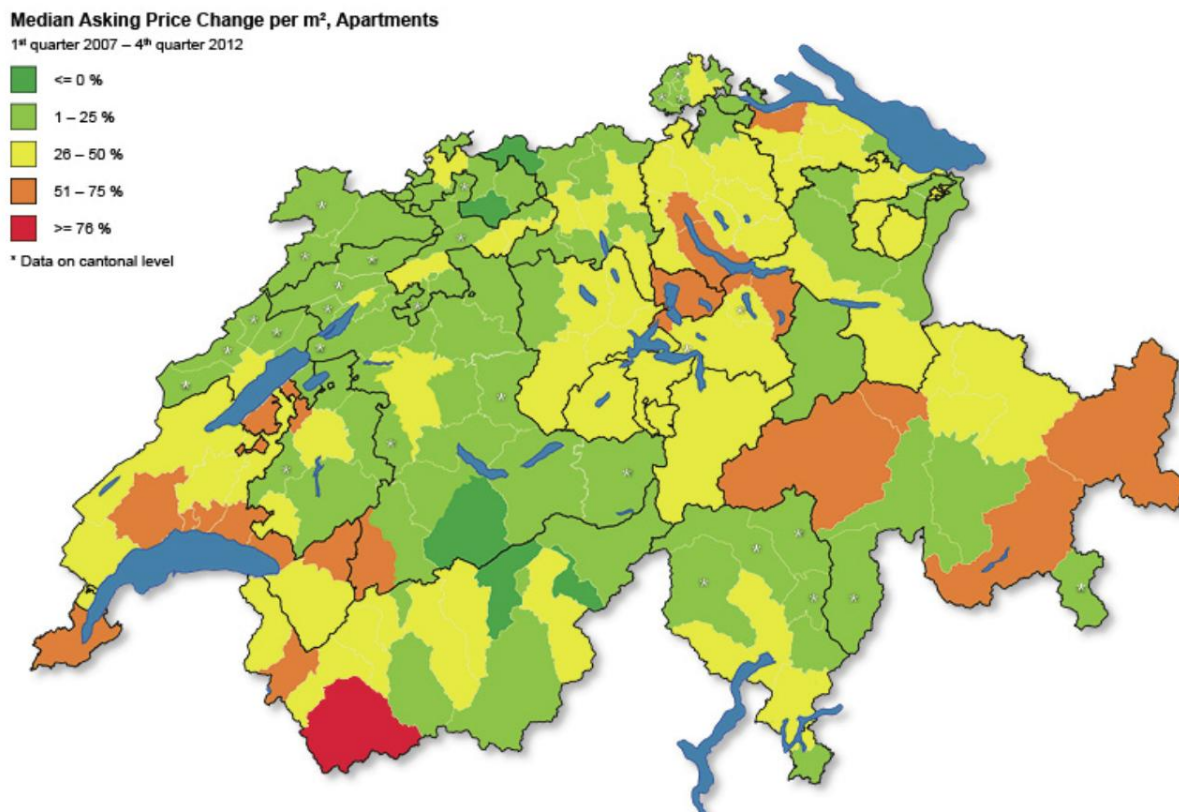 Median Asking Price Change per m², Apartments
1st quarter 2007 – 4th quarter 2012
<= 0 %
1 – 25 %
26 – 50 %
51 – 75 %
>= 76 %
* Data on cantonal level